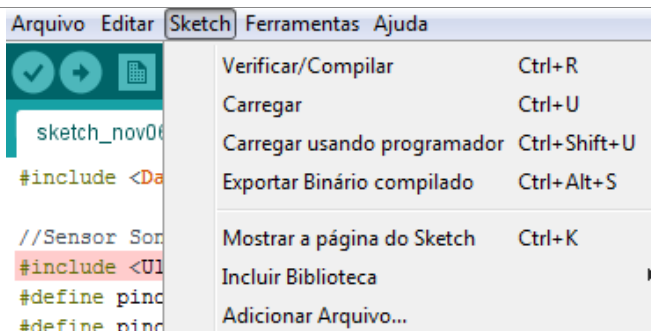 Arquivo Editar Sketch Ferramentas Ajuda
Verificar/Compilar Ctrl+R
Carregar Ctrl+U
Carregar usando programador Ctrl+Shift+U
Exportar Binário compilado Ctrl+Alt+S
Mostrar a página do Sketch Ctrl+K
Incluir Biblioteca
Adicionar Arquivo...
sketch_nov06
#include <Da
//Sensor Son
#include <Ul
#define pino
#define pino